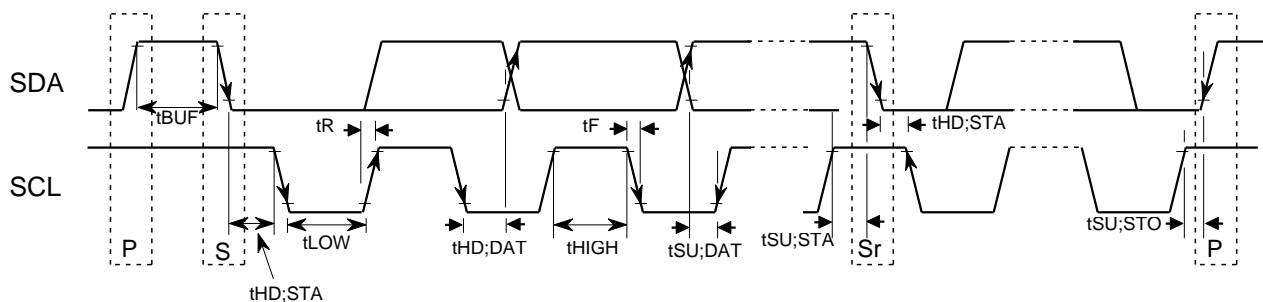 SDA
tBUF
tR
tF
tHD;STA
SCL
P
S
tLOW
tHD;DAT
tHIGH
tSU;DAT
tSU;STA
Sr
tSU;STO
P
tHD;STA